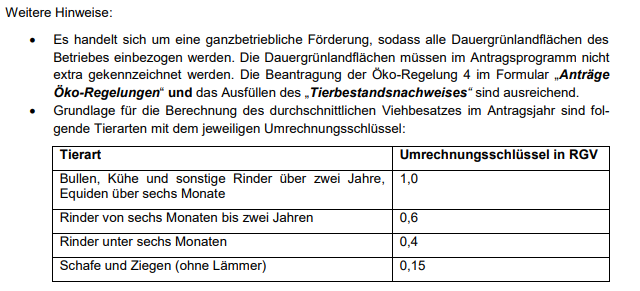 Weitere Hinweise:
• Es handelt sich um eine ganzbetriebliche Förderung, sodass alle Dauergrünlandflächen des
Betriebes einbezogen werden. Die Dauergrünlandflächen müssen im Antragsprogramm nicht
extra gekennzeichnet werden. Die Beantragung der Öko-Regelung 4 im Formular „Anträge
Öko-Regelungen“ und das Ausfüllen des „Tierbestandsnachweises“ sind ausreichend.
• Grundlage für die Berechnung des durchschnittlichen Viehbesatzes im Antragsjahr sind fol-
gende Tierarten mit dem jeweiligen Umrechnungsschlüssel:
Tierart Umrechnungsschlüssel in RGV
Bullen, Kühe und sonstige Rinder über zwei Jahre, 1,0
Equiden über sechs Monate
Rinder von sechs Monaten bis zwei Jahren 0,6
Rinder unter sechs Monaten 0,4
Schafe und Ziegen (ohne Lämmer) 0,15